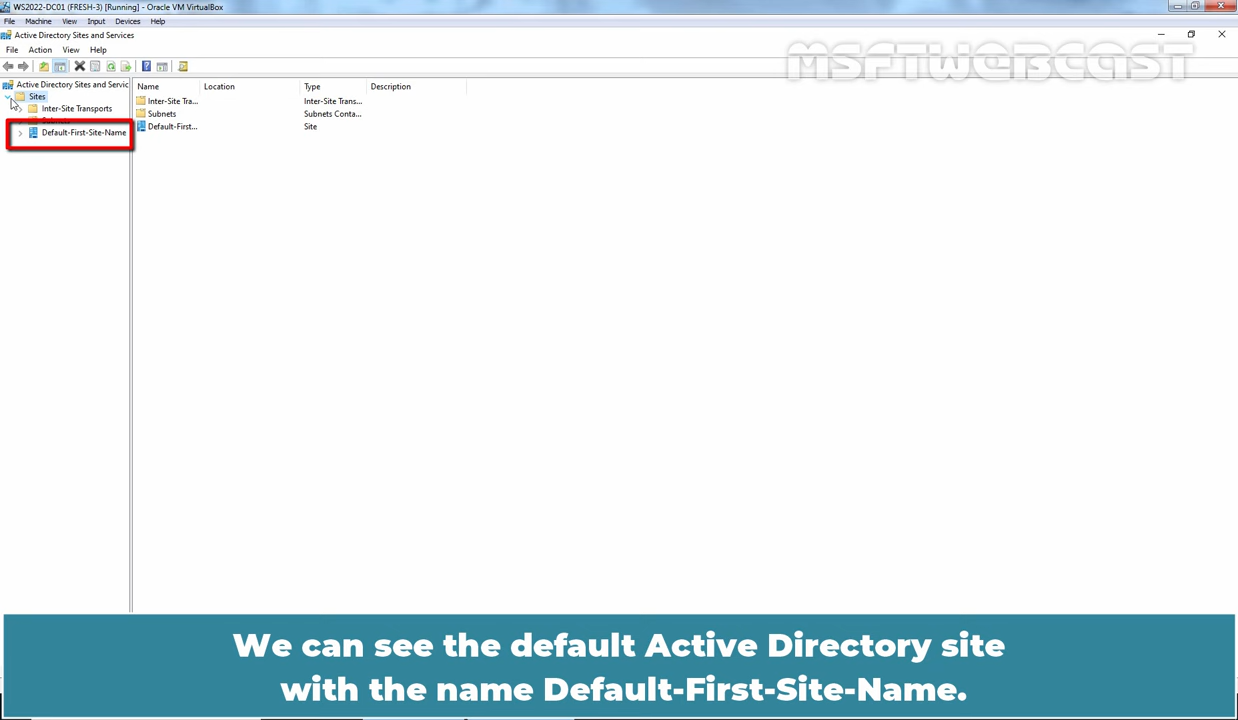 WS2022-DC01 (FRESH-3) [Running] - Oracle VM VirtualBox
File Machine View Input Devices Help
Active Directory Sites and Services
File Action View Help
MSFTWEBCAST
Active Directory Sites and Servic
Sites
Inter-Site Transports
Subnets
Default-First-Site-Name
Name Location Type Description
Inter-Site Tra... Inter-Site Trans...
Subnets Subnets Conta...
Default-First... Site
We can see the default Active Directory site
with the name Default-First-Site-Name.